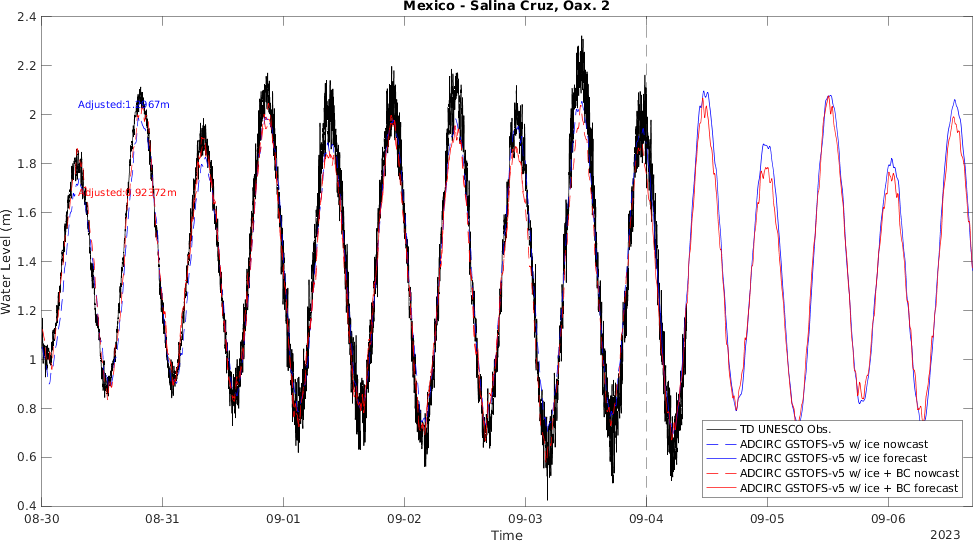 Mexico - Salina Cruz, Oax. 2
2.4
2.2
2
1.8
1.6
1.4
1.2
1
0.8
0.6
0.4
Water Level (m)
Adjusted:
Adjusted:0.92372m
TD UNESCO Obs.
ADCIRC GSTOFS-v5 w/ ice nowcast
ADCIRC GSTOFS-v5 w/ ice forecast
ADCIRC GSTOFS-v5 w/ ice + BC nowcast
ADCIRC GSTOFS-v5 w/ ice + BC forecast
08-30
08-31
09-01
09-02
09-03
09-04
09-05
09-06
Time
2023